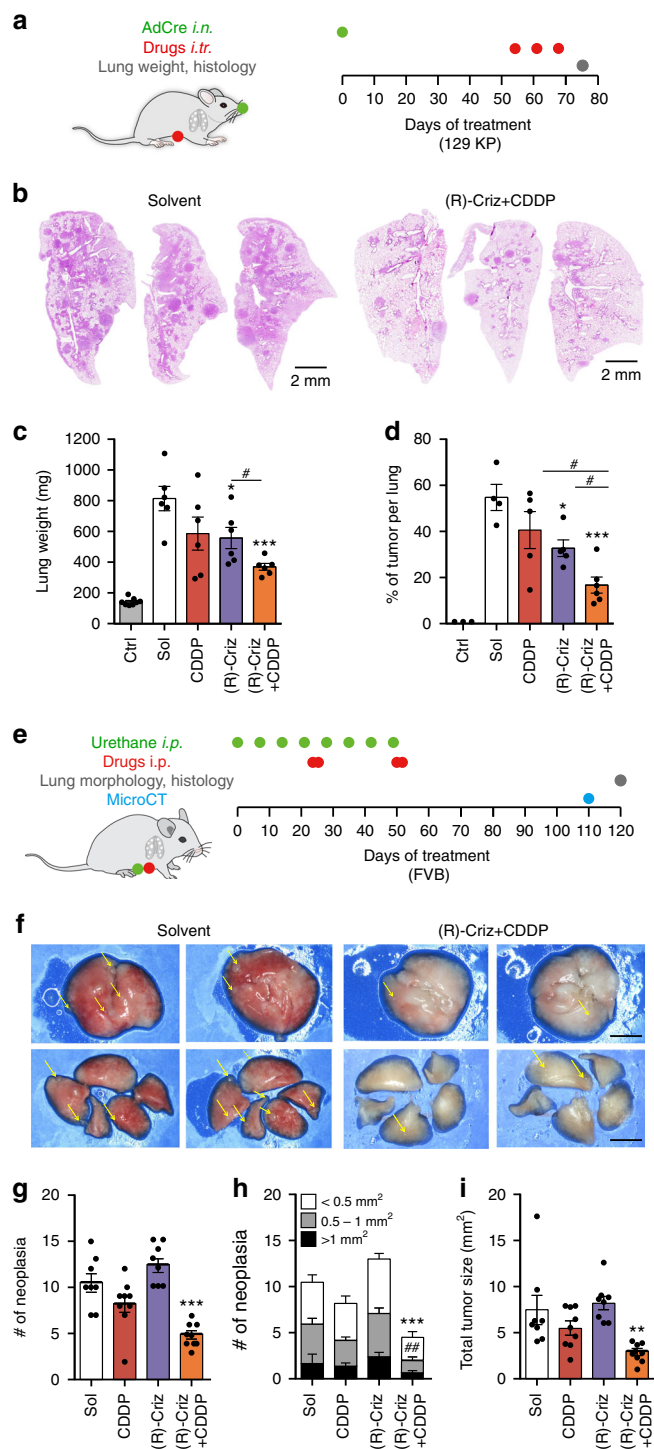 a
AdCre i.n.
Drugs i.tr.
Lung weight, histology
0 10 20 30 40 50 60 70 80
Days of treatment
(129 KP)
b
Solvent (R)-Criz+CDDP
2 mm 2 mm
c
Lung weight (mg)
1200
1000
800
600
400
200
0
*
#
***
Ctrl
Sol
CDDP
(R)-Criz
(R)-Criz
+CDDP
d
% of tumor per lung
80
60
40
20
0
#
#
*
***
Ctrl
Sol
CDDP
(R)-Criz
(R)-Criz
+CDDP
e
Urethane i.p.
Drugs i.p.
Lung morphology, histology
MicroCT
0 10 20 30 40 50 60 70 80 90 100 110 120
Days of treatment
(FVB)
f
Solvent (R)-Criz+CDDP
g
# of neoplasia
20
15
10
5
0
***
Sol
CDDP
(R)-Criz
(R)-Criz
+CDDP
h
# of neoplasia
20
15
10
5
0
< 0.5 mm²
0.5 – 1 mm²
>1 mm²
***
##
Sol
CDDP
(R)-Criz
(R)-Criz
+CDDP
i
Total tumor size (mm²)
20
15
10
5
0
**
Sol
CDDP
(R)-Criz
(R)-Criz
+CDDP